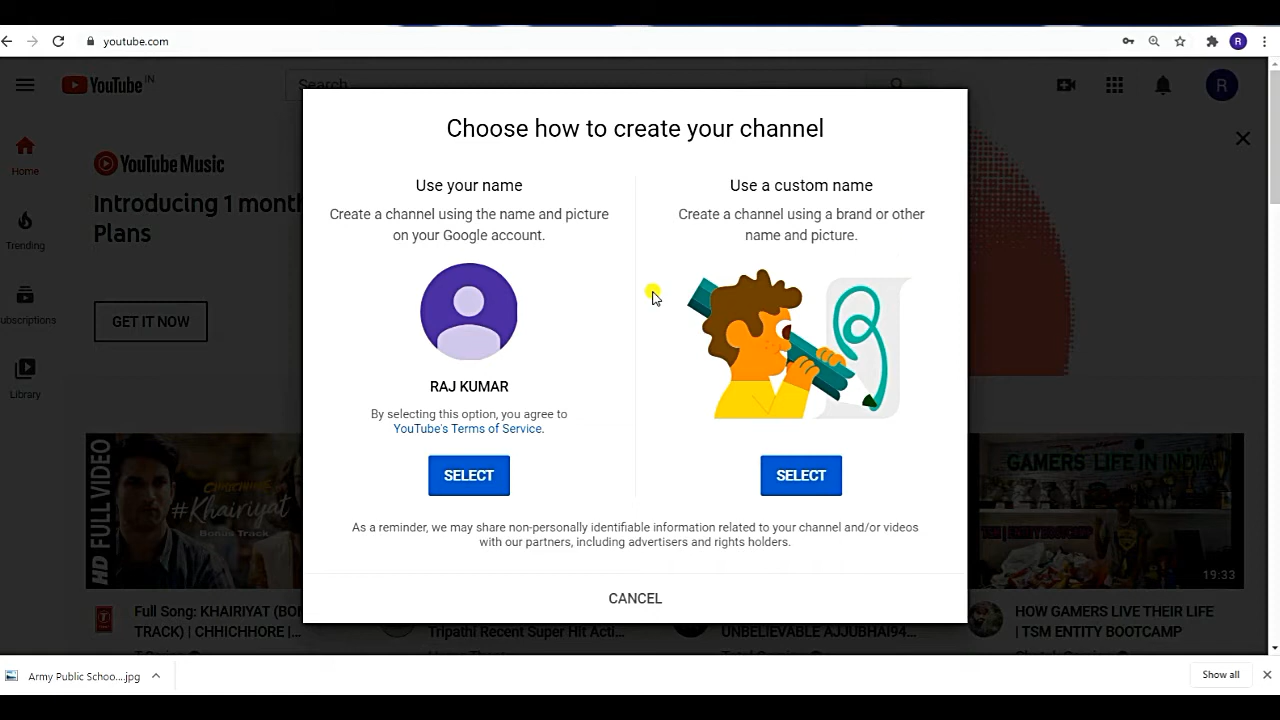 youtube.com
R
YouTube IN
Search
R
Home
Trending
ubscriptions
Library
YouTube Music
Introducing 1 month
Plans
GET IT NOW
Choose how to create your channel
Use your name
Create a channel using the name and picture
on your Google account.
RAJ KUMAR
By selecting this option, you agree to
YouTube's Terms of Service.
SELECT
Use a custom name
Create a channel using a brand or other
name and picture.
SELECT
As a reminder, we may share non-personally identifiable information related to your channel and/or videos
with our partners, including advertisers and rights holders.
CANCEL
HD FULL VIDEO
CHHICHHORE
#Khairiyat
Bonus Track
GAMERS LIFE IN INDIA
19:33
Full Song: KHAIRIYAT (BO
TRACK) | CHHICHHORE |...
Tripathi Recent Super Hit Acti...
UNBELIEVABLE AJJUBHAI94...
HOW GAMERS LIVE THEIR LIFE
| TSM ENTITY BOOTCAMP
Army Public Schoo....jpg
Show all